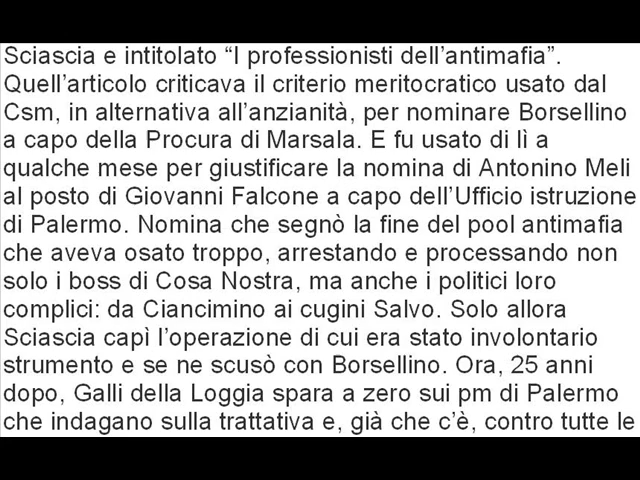 Sciascia e intitolato “I professionisti dell’antimafia”.
Quell’articolo criticava il criterio meritocratico usato dal
Csm, in alternativa all’anzianità, per nominare Borsellino
a capo della Procura di Marsala. E fu usato di lì a
qualche mese per giustificare la nomina di Antonino Meli
al posto di Giovanni Falcone a capo dell’Ufficio istruzione
di Palermo. Nomina che segnò la fine del pool antimafia
che aveva osato troppo, arrestando e processando non
solo i boss di Cosa Nostra, ma anche i politici loro
complici: da Ciancimino ai cugini Salvo. Solo allora
Sciascia capì l’operazione di cui era stato involontario
strumento e se ne scusò con Borsellino. Ora, 25 anni
dopo, Galli della Loggia spara a zero sui pm di Palermo
che indagano sulla trattativa e, già che c’è, contro tutte le